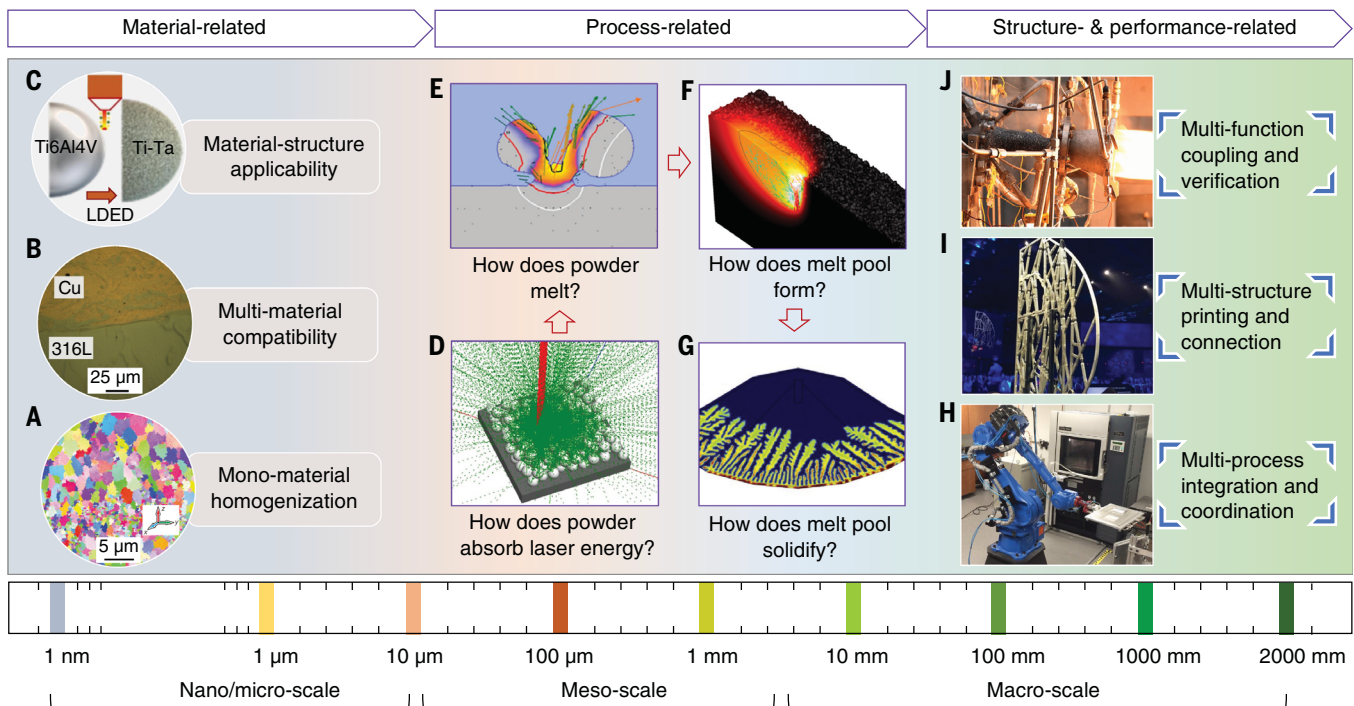 Material-related
Process-related
Structure- & performance-related
C
Ti6Al4V
Ti-Ta
LDED
Material-structure
applicability
B
Cu
316L
25 µm
Multi-material
compatibility
A
5 µm
Mono-material
homogenization
E
How does powder
melt?
F
How does melt pool
form?
D
How does powder
absorb laser energy?
G
How does melt pool
solidify?
J
Multi-function
coupling and
verification
I
Multi-structure
printing and
connection
H
Multi-process
integration and
coordination
1 nm
1 µm
10 µm
100 µm
1 mm
10 mm
100 mm
1000 mm
2000 mm
Nano/micro-scale
Meso-scale
Macro-scale